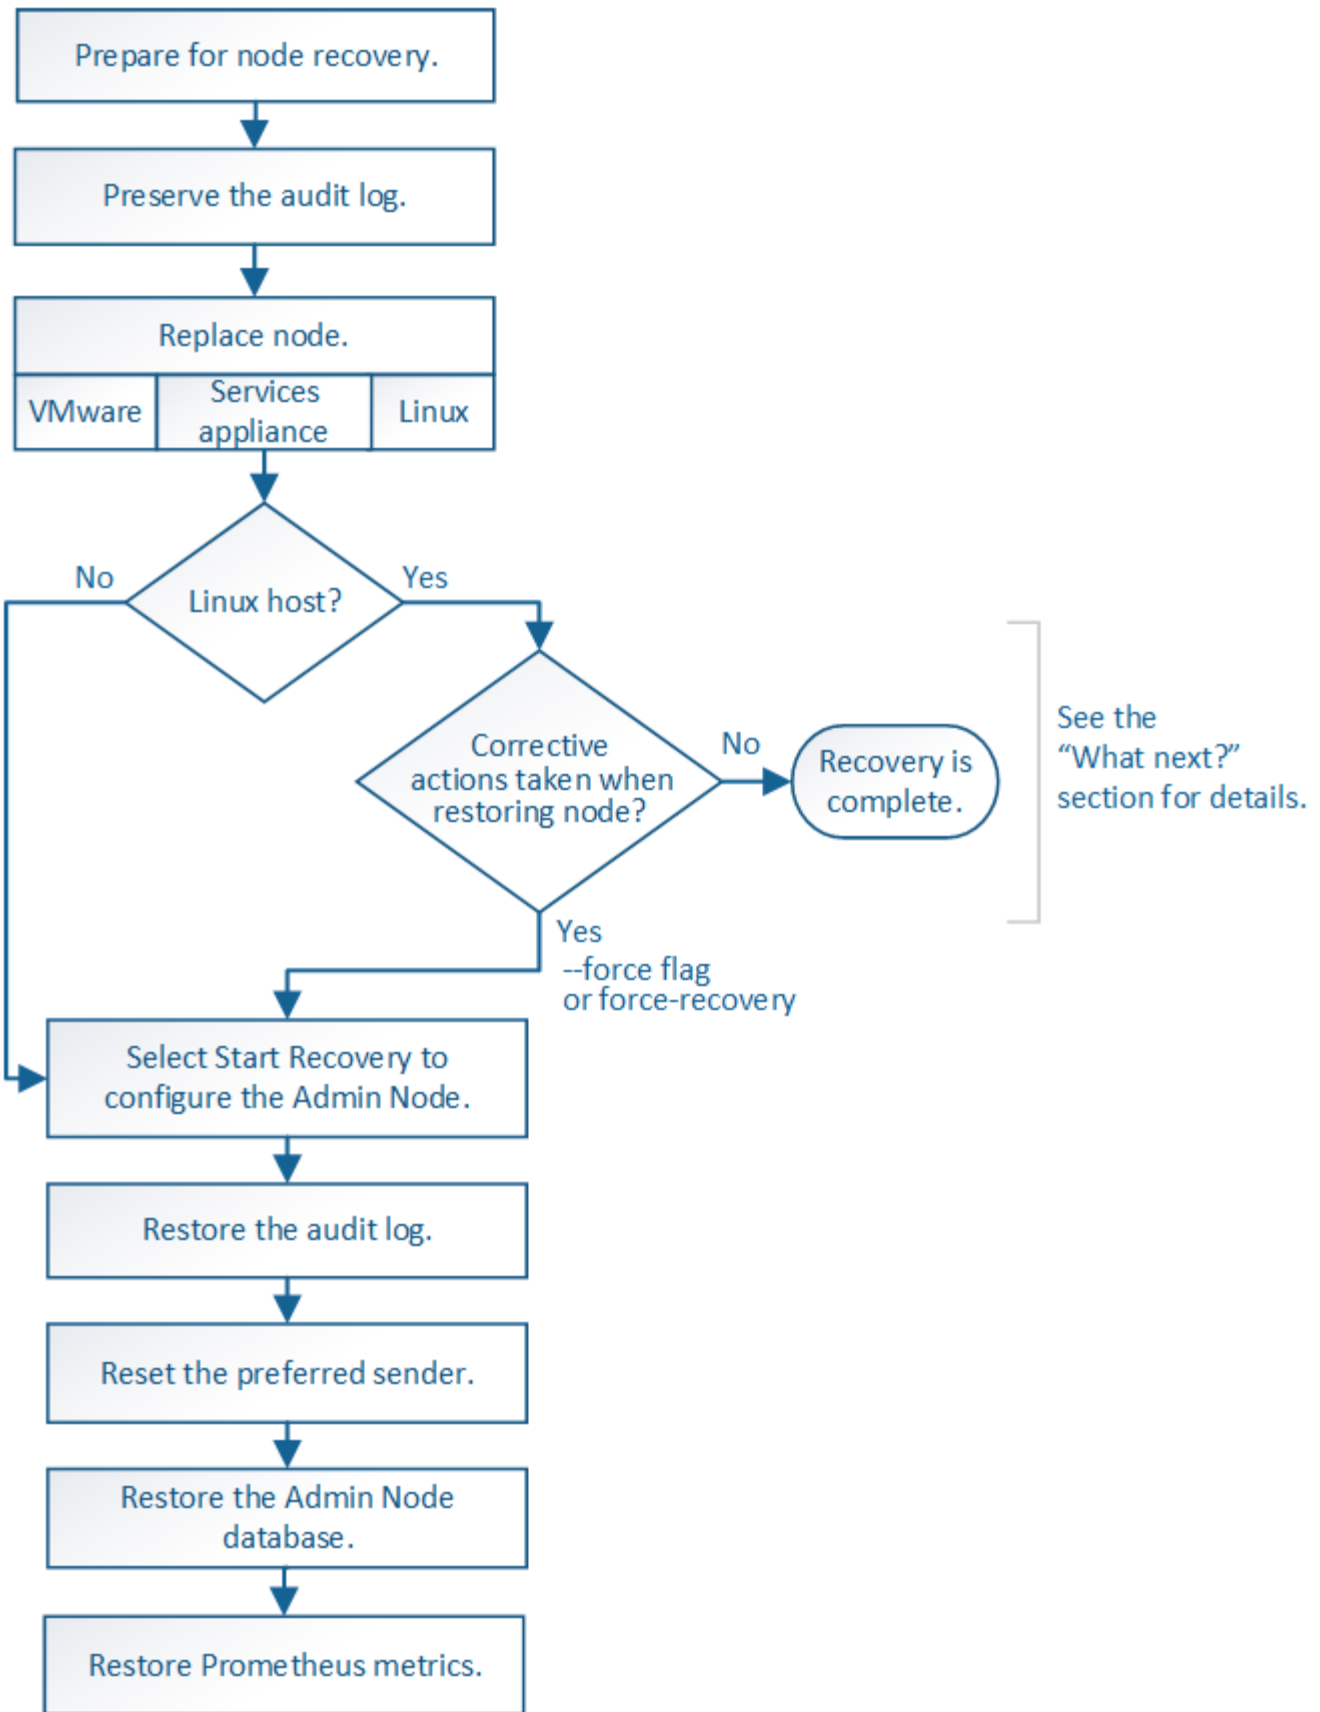 Prepare for node recovery.
Preserve the audit log.
Replace node.
VMware
Services
appliance
Linux
No
Yes
Linux host?
Corrective
actions taken when
restoring node?
No
Recovery is
complete.
See the
“What next?”
section for details.
Yes
--force flag
or force-recovery
Select Start Recovery to
configure the Admin Node.
Restore the audit log.
Reset the preferred sender.
Restore the Admin Node
database.
Restore Prometheus metrics.